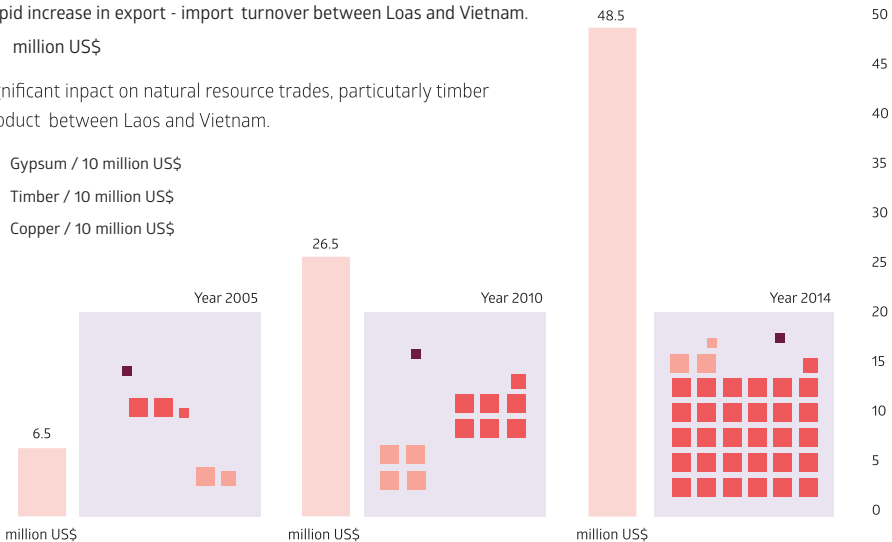 pid increase in export - import turnover between Loas and Vietnam.
million US$
nificant inpact on natural resource trades, particutarly timber
oduct between Laos and Vietnam.
Gypsum / 10 million US$
Timber / 10 million US$
Copper / 10 million US$
48.5
26.5
6.5
Year 2005
Year 2010
Year 2014
50
45
40
35
30
25
20
15
10
5
0
million US$
million US$
million US$